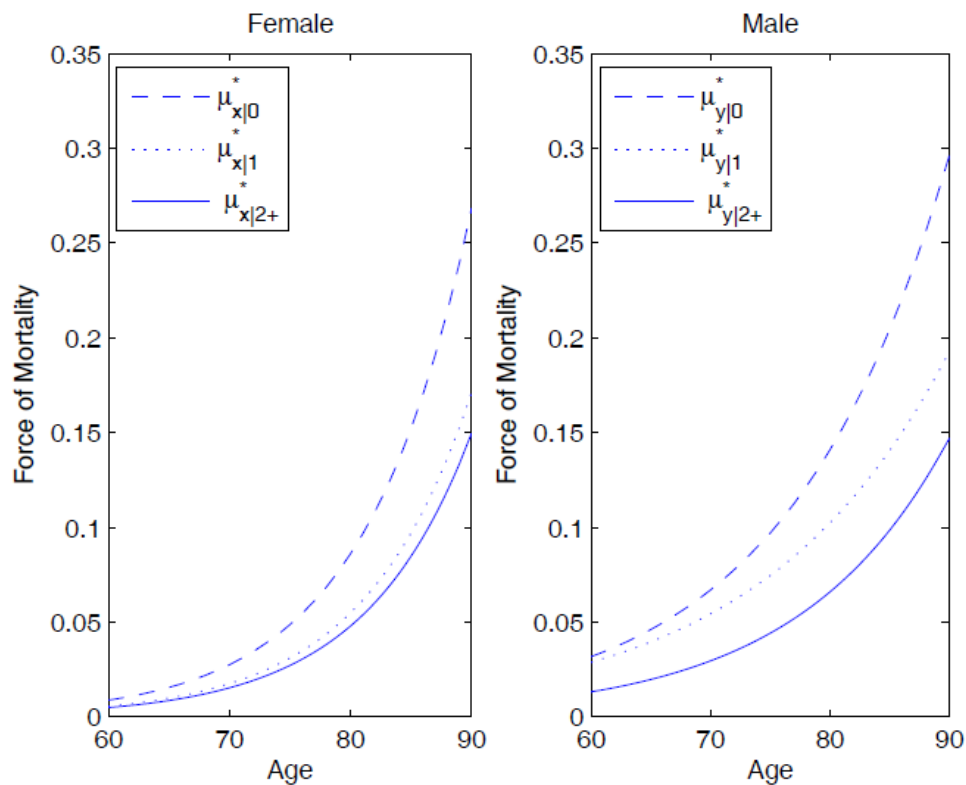 Female
0.35
0.3
0.25
0.2
0.15
0.1
0.05
0
60 70 80 90
Age
Force of Mortality
μ*x|0
μ*x|1
μ*x|2+
Male
0.35
0.3
0.25
0.2
0.15
0.1
0.05
0
60 70 80 90
Age
Force of Mortality
μ*y|0
μ*y|1
μ*y|2+